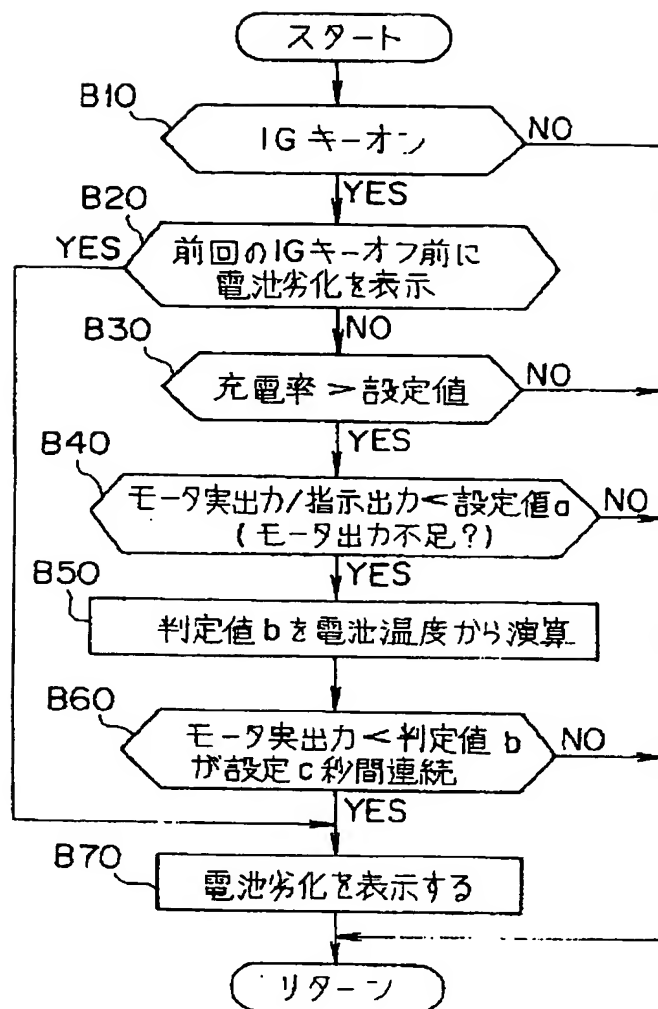 スタート
B10
IGキーオン
NO
YES
B20
YES
前回のIGキーオフ前に
電池劣化を表示
NO
B30
充電率>設定値
NO
YES
B40
モータ実出力/指示出力<設定値a
(モータ出力不足?)
NO
YES
B50
判定値bを電池温度から演算
B60
モータ実出力<判定値b
が設定c秒間連続
NO
YES
B70
電池劣化を表示する
リターン